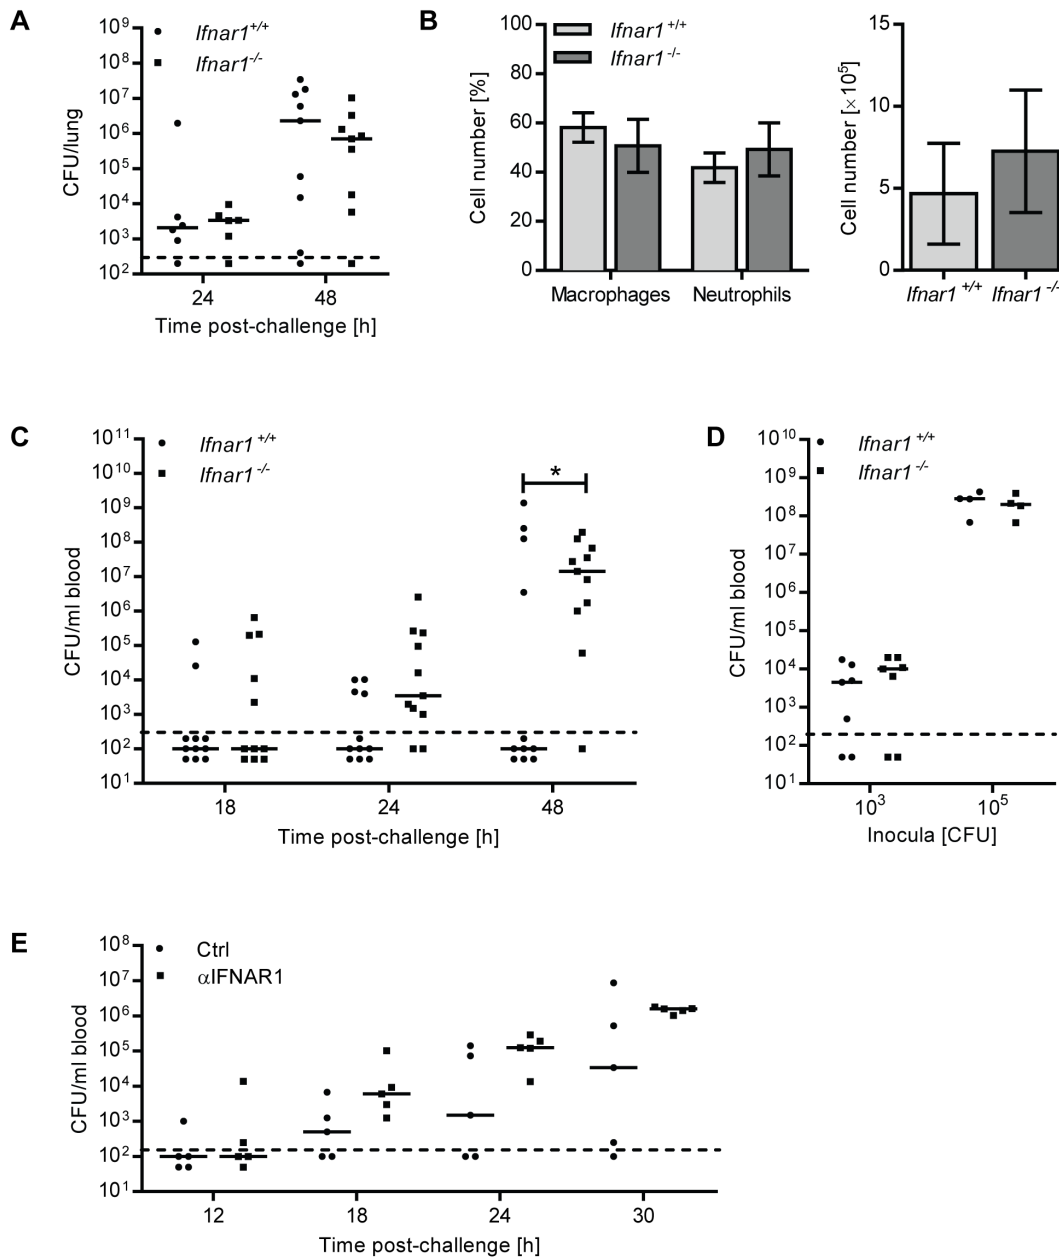 A
CFU/lung
10⁹
10⁸
10⁷
10⁶
10⁵
10⁴
10³
10²
Ifnar1⁺/⁺
Ifnar1⁻/⁻
24 48
Time post-challenge [h]
B
Cell number [%]
100
80
60
40
20
0
Ifnar1⁺/⁺
Ifnar1⁻/⁻
Macrophages Neutrophils
Cell number [×10⁵]
15
10
5
0
Ifnar1⁺/⁺ Ifnar1⁻/⁻
C
CFU/ml blood
10¹¹
10¹⁰
10⁹
10⁸
10⁷
10⁶
10⁵
10⁴
10³
10²
10¹
Ifnar1⁺/⁺
Ifnar1⁻/⁻
*
18 24 48
Time post-challenge [h]
D
CFU/ml blood
10¹⁰
10⁹
10⁸
10⁷
10⁶
10⁵
10⁴
10³
10²
10¹
Ifnar1⁺/⁺
Ifnar1⁻/⁻
10³ 10⁵
Inocula [CFU]
E
CFU/ml blood
10⁸
10⁷
10⁶
10⁵
10⁴
10³
10²
10¹
Ctrl
αIFNAR1
12 18 24 30
Time post-challenge [h]